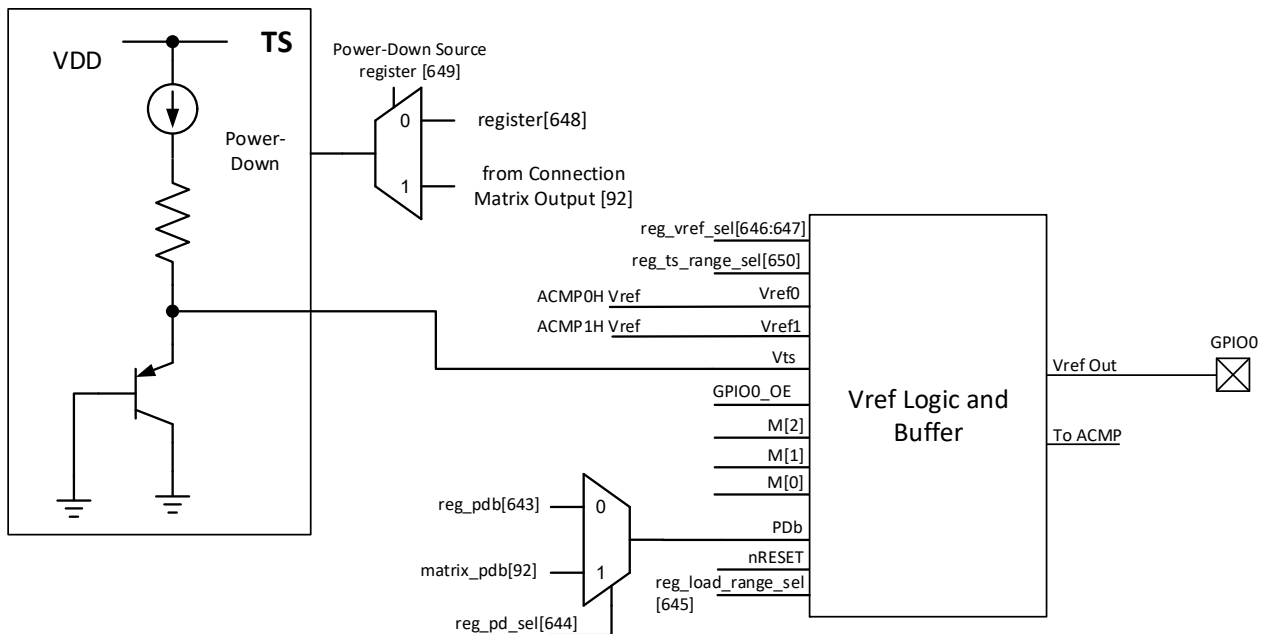 TS
VDD
Power-Down Source
register [649]
0
register[648]
Power-
Down
from Connection
1
Matrix Output [92]
reg_vref_sel[646:647]
reg_ts_range_sel[650]
ACMP0H Vref
Vref0
ACMP1H Vref
Vref1
Vts
GPIO0
Vref Out
GPIO0_OE
Vref Logic and
Buffer
M[2]
To ACMP
M[1]
M[0]
reg_pdb[643]
0
PDb
nRESET
matrix_pdb[92]
1
reg_load_range_sel
[645]
reg_pd_sel[644]